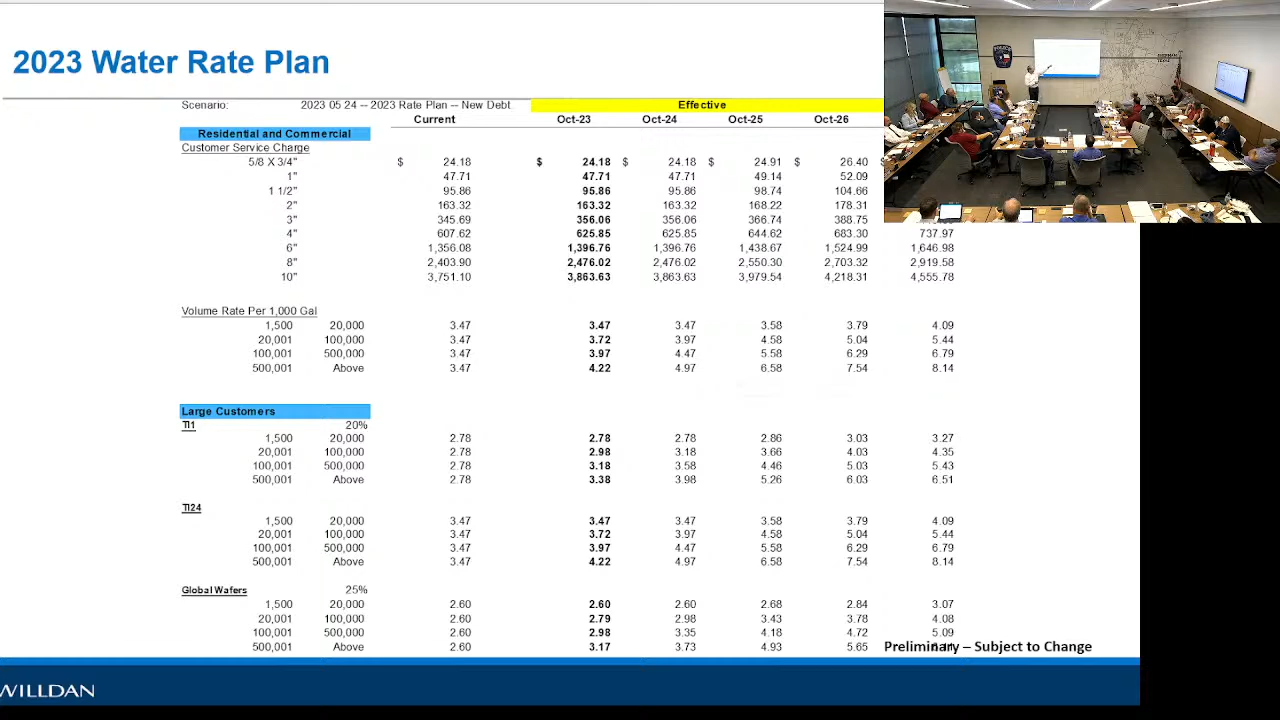 2023 Water Rate Plan
Scenario: 2023 05 24 -- 2023 Rate Plan -- New Debt Effective
Current Oct-23 Oct-24 Oct-25 Oct-26
Residential and Commercial
Customer Service Charge
5/8 X 3/4" $ 24.18 $ 24.18 $ 24.18 $ 24.91 $ 26.40
1" 47.71 47.71 47.71 49.14 52.09
1 1/2" 95.86 95.86 95.86 98.74 104.66
2" 163.32 163.32 163.32 168.22 178.31
3" 345.69 356.06 356.06 366.74 388.75
4" 607.62 625.85 625.85 644.62 683.30 737.97
6" 1,356.08 1,396.76 1,396.76 1,438.67 1,524.99 1,646.98
8" 2,403.90 2,476.02 2,476.02 2,550.30 2,703.32 2,919.58
10" 3,751.10 3,863.63 3,863.63 3,979.54 4,218.31 4,555.78
Volume Rate Per 1,000 Gal
1,500 20,000 3.47 3.47 3.47 3.58 3.79 4.09
20,001 100,000 3.47 3.72 3.97 4.58 5.04 5.44
100,001 500,000 3.47 3.97 4.47 5.58 6.29 6.79
500,001 Above 3.47 4.22 4.97 6.58 7.54 8.14
Large Customers
TI1 20%
1,500 20,000 2.78 2.78 2.78 2.86 3.03 3.27
20,001 100,000 2.78 2.98 3.18 3.66 4.03 4.35
100,001 500,000 2.78 3.18 3.58 4.46 5.03 5.43
500,001 Above 2.78 3.38 3.98 5.26 6.03 6.51
TI24
1,500 20,000 3.47 3.47 3.47 3.58 3.79 4.09
20,001 100,000 3.47 3.72 3.97 4.58 5.04 5.44
100,001 500,000 3.47 3.97 4.47 5.58 6.29 6.79
500,001 Above 3.47 4.22 4.97 6.58 7.54 8.14
Global Wafers 25%
1,500 20,000 2.60 2.60 2.60 2.68 2.84 3.07
20,001 100,000 2.60 2.79 2.98 3.43 3.78 4.08
100,001 500,000 2.60 2.98 3.35 4.18 4.72 5.09
500,001 Above 2.60 3.17 3.73 4.93 5.65
Preliminary – Subject to Change
WILLDAN
POLICE